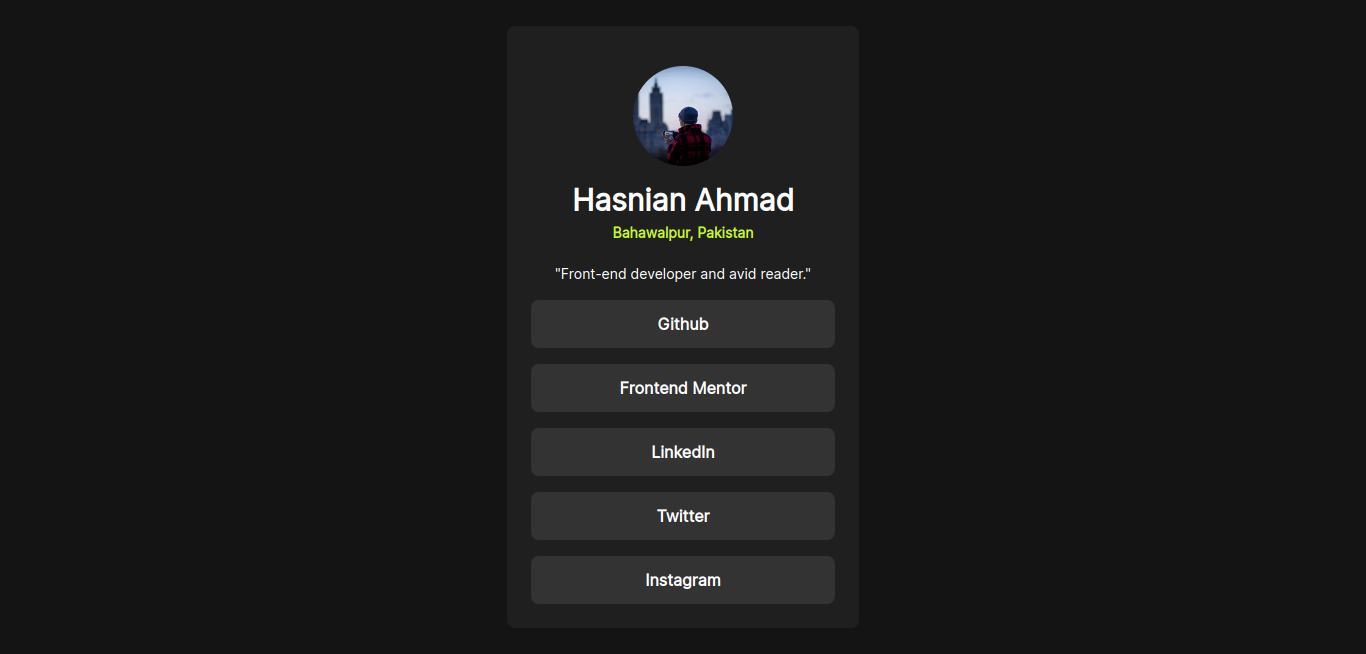 Hasnian Ahmad
Bahawalpur, Pakistan
"Front-end developer and avid reader."
Github
Frontend Mentor
LinkedIn
Twitter
Instagram